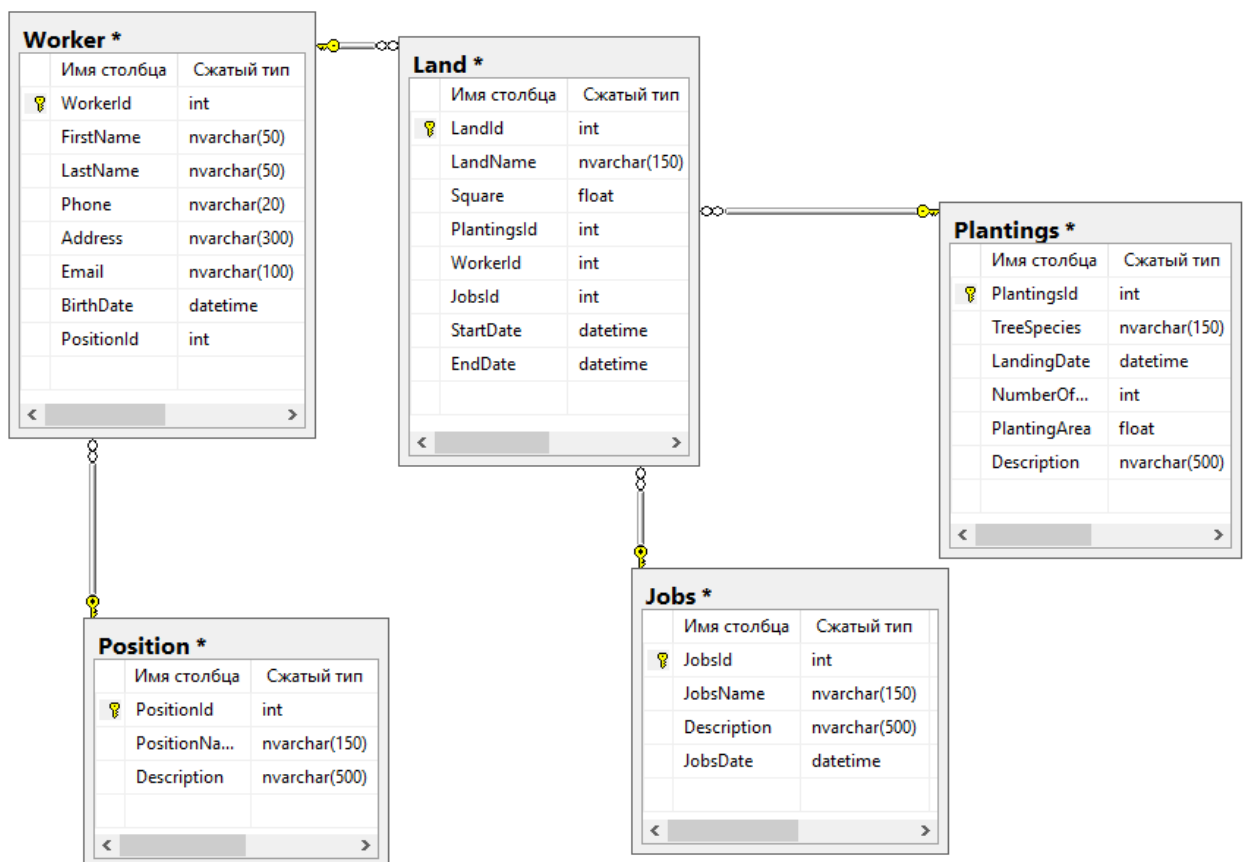 Worker *
Имя столбца Сжатый тип
WorkerId int
FirstName nvarchar(50)
LastName nvarchar(50)
Phone nvarchar(20)
Address nvarchar(300)
Email nvarchar(100)
BirthDate datetime
PositionId int
Land *
Имя столбца Сжатый тип
LandId int
LandName nvarchar(150)
Square float
PlantingsId int
WorkerId int
JobsId int
StartDate datetime
EndDate datetime
Plantings *
Имя столбца Сжатый тип
PlantingsId int
TreeSpecies nvarchar(150)
LandingDate datetime
NumberOf... int
PlantingArea float
Description nvarchar(500)
Position *
Имя столбца Сжатый тип
PositionId int
PositionNa... nvarchar(150)
Description nvarchar(500)
Jobs *
Имя столбца Сжатый тип
JobsId int
JobsName nvarchar(150)
Description nvarchar(500)
JobsDate datetime